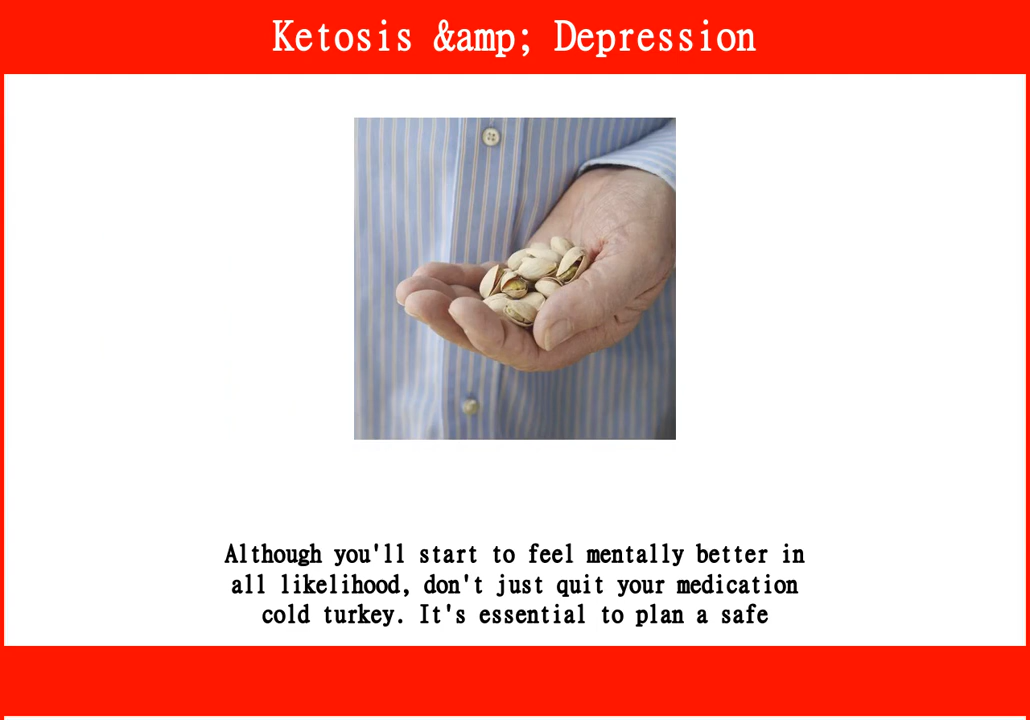 Ketosis &amp; Depression
Although you'll start to feel mentally better in
all likelihood, don't just quit your medication
cold turkey. It's essential to plan a safe